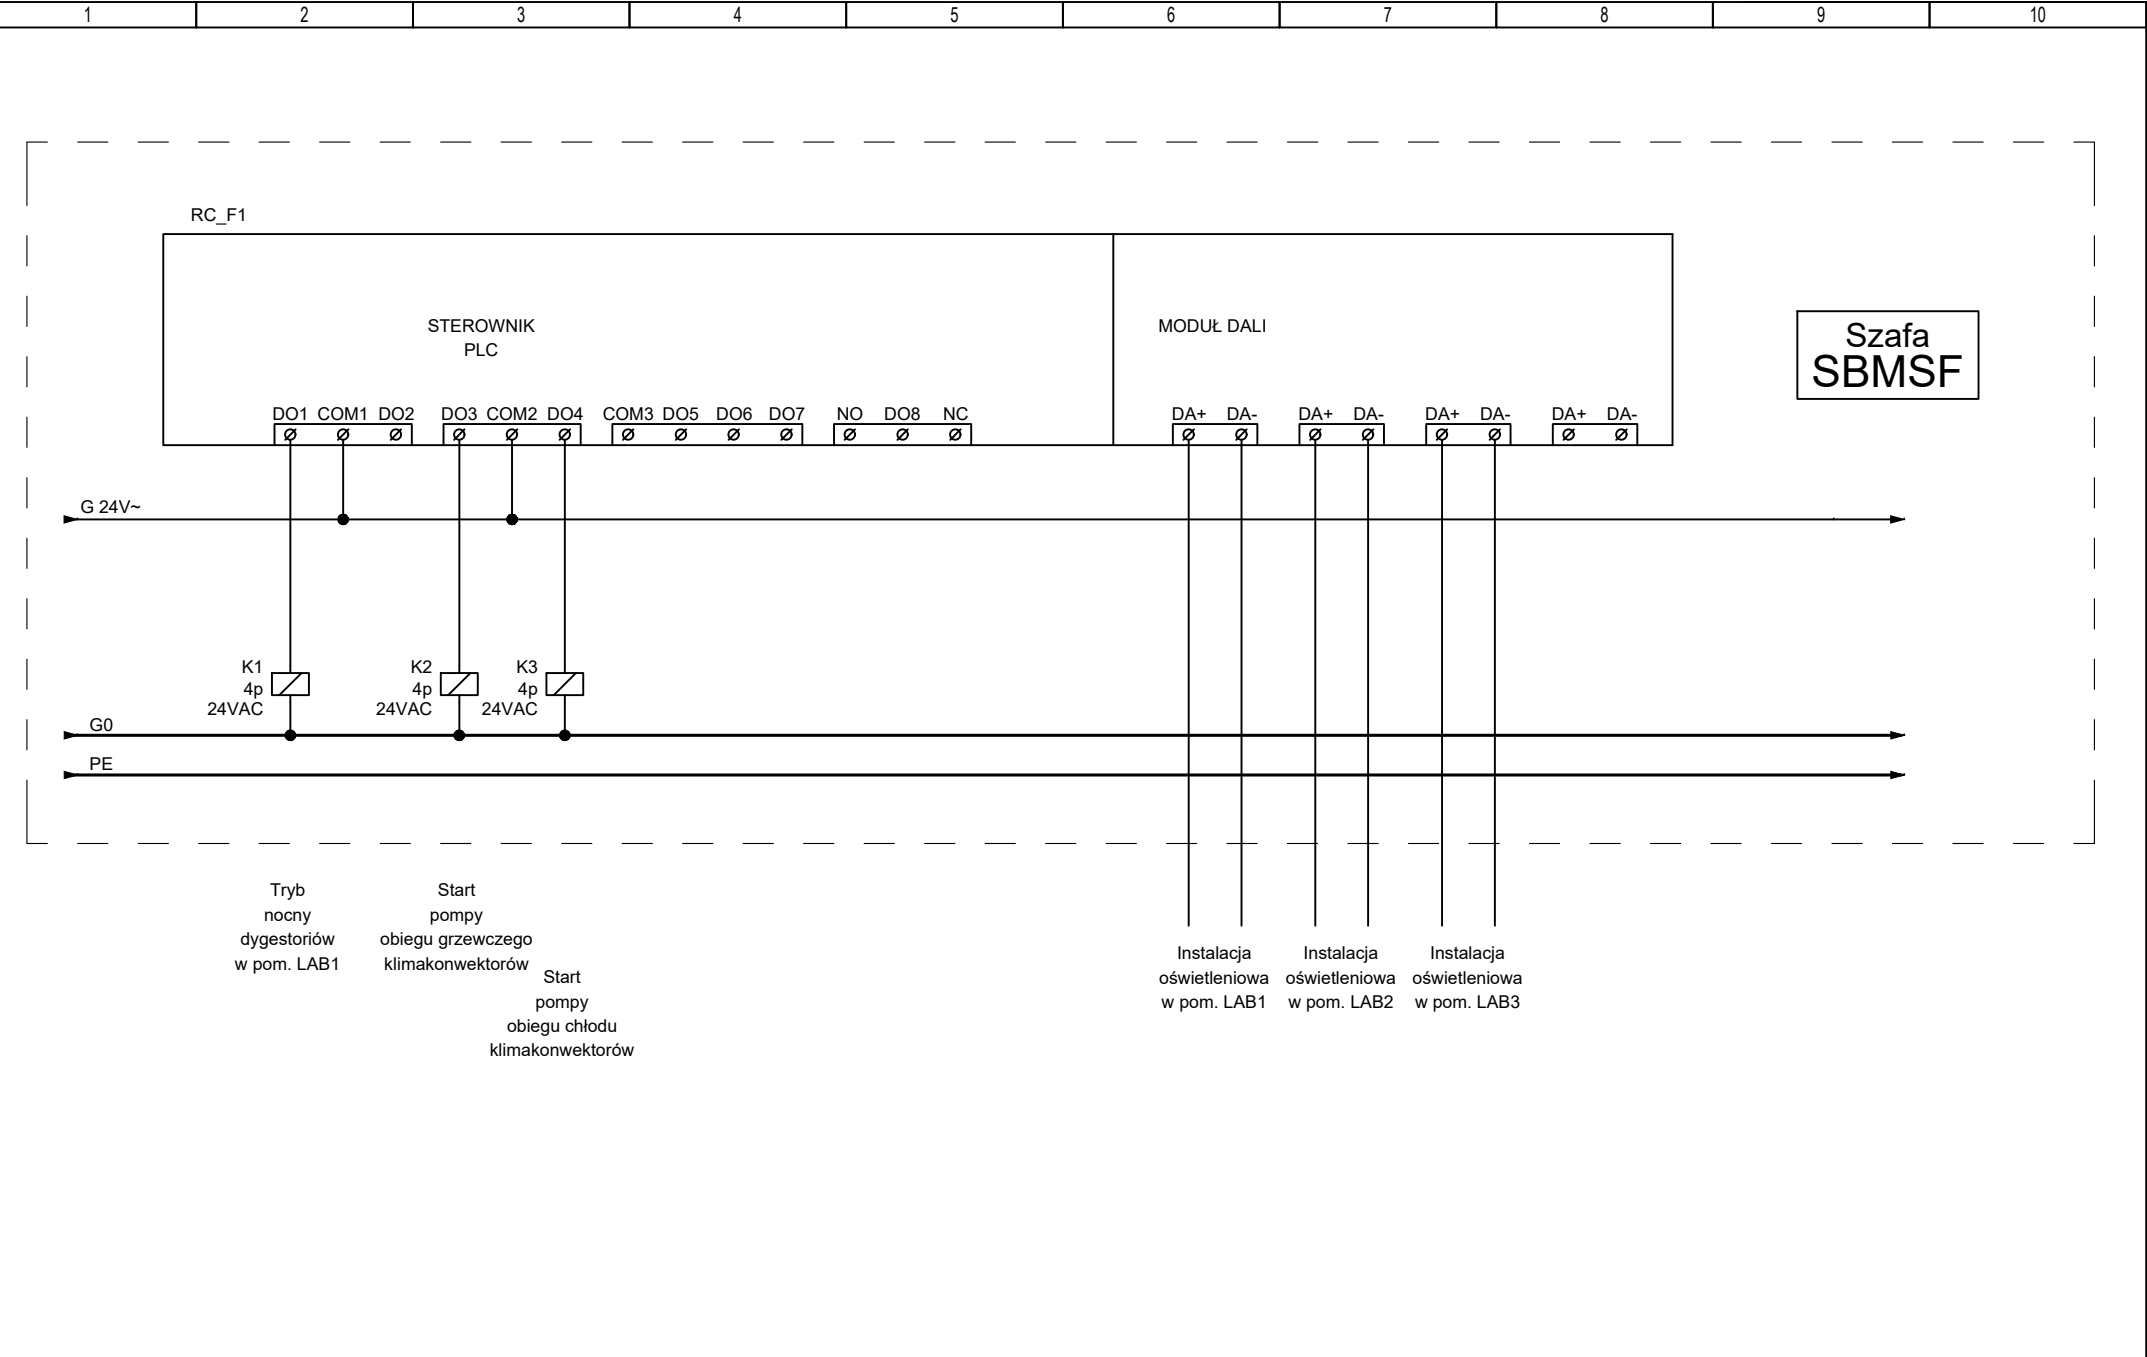 1 2 3 4 5 6 7 8 9 10
RC_F1
STEROWNIK
PLC
MODUŁ DALI
Szafa
SBMSF
DO1 COM1 DO2 DO3 COM2 DO4 COM3 DO5 DO6 DO7 NO DO8 NC DA+ DA- DA+ DA- DA+ DA- DA+ DA-
G 24V~
K1
4p
24VAC
K2
4p
24VAC
K3
4p
24VAC
G0
PE
Tryb
nocny
dygestoriów
w pom. LAB1
Start
pompy
obiegu grzewczego
klimakonwektorów
Start
pompy
obiegu chłodu
klimakonwektorów
Instalacja
oświetleniowa
w pom. LAB1
Instalacja
oświetleniowa
w pom. LAB2
Instalacja
oświetleniowa
w pom. LAB3